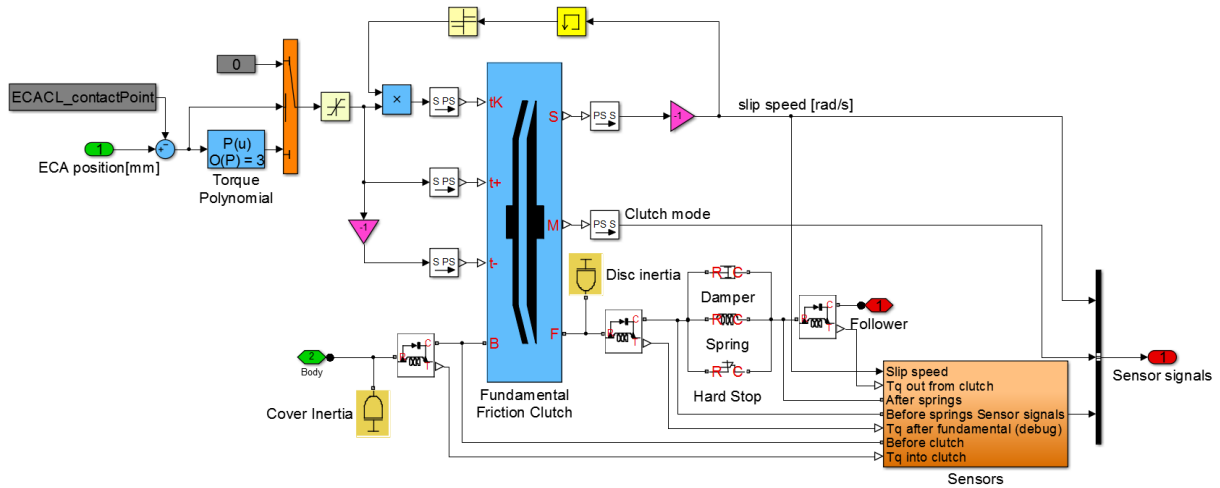 0
ECACL_contactPoint
1
ECA position[mm]
P(u)
O(P) = 3
Torque
Polynomial
×
-1
S PS
S PS
S PS
tK
t+
t-
B
S
M
F
Fundamental
Friction Clutch
PS S
PS S
-1
slip speed [rad/s]
Clutch mode
Disc inertia
2
Body
Cover Inertia
R C
Damper
R C
Spring
R C
Hard Stop
1
Follower
Slip speed
Tq out from clutch
After springs
Before springs Sensor signals
Tq after fundamental (debug)
Before clutch
Tq into clutch
Sensors
1
Sensor signals